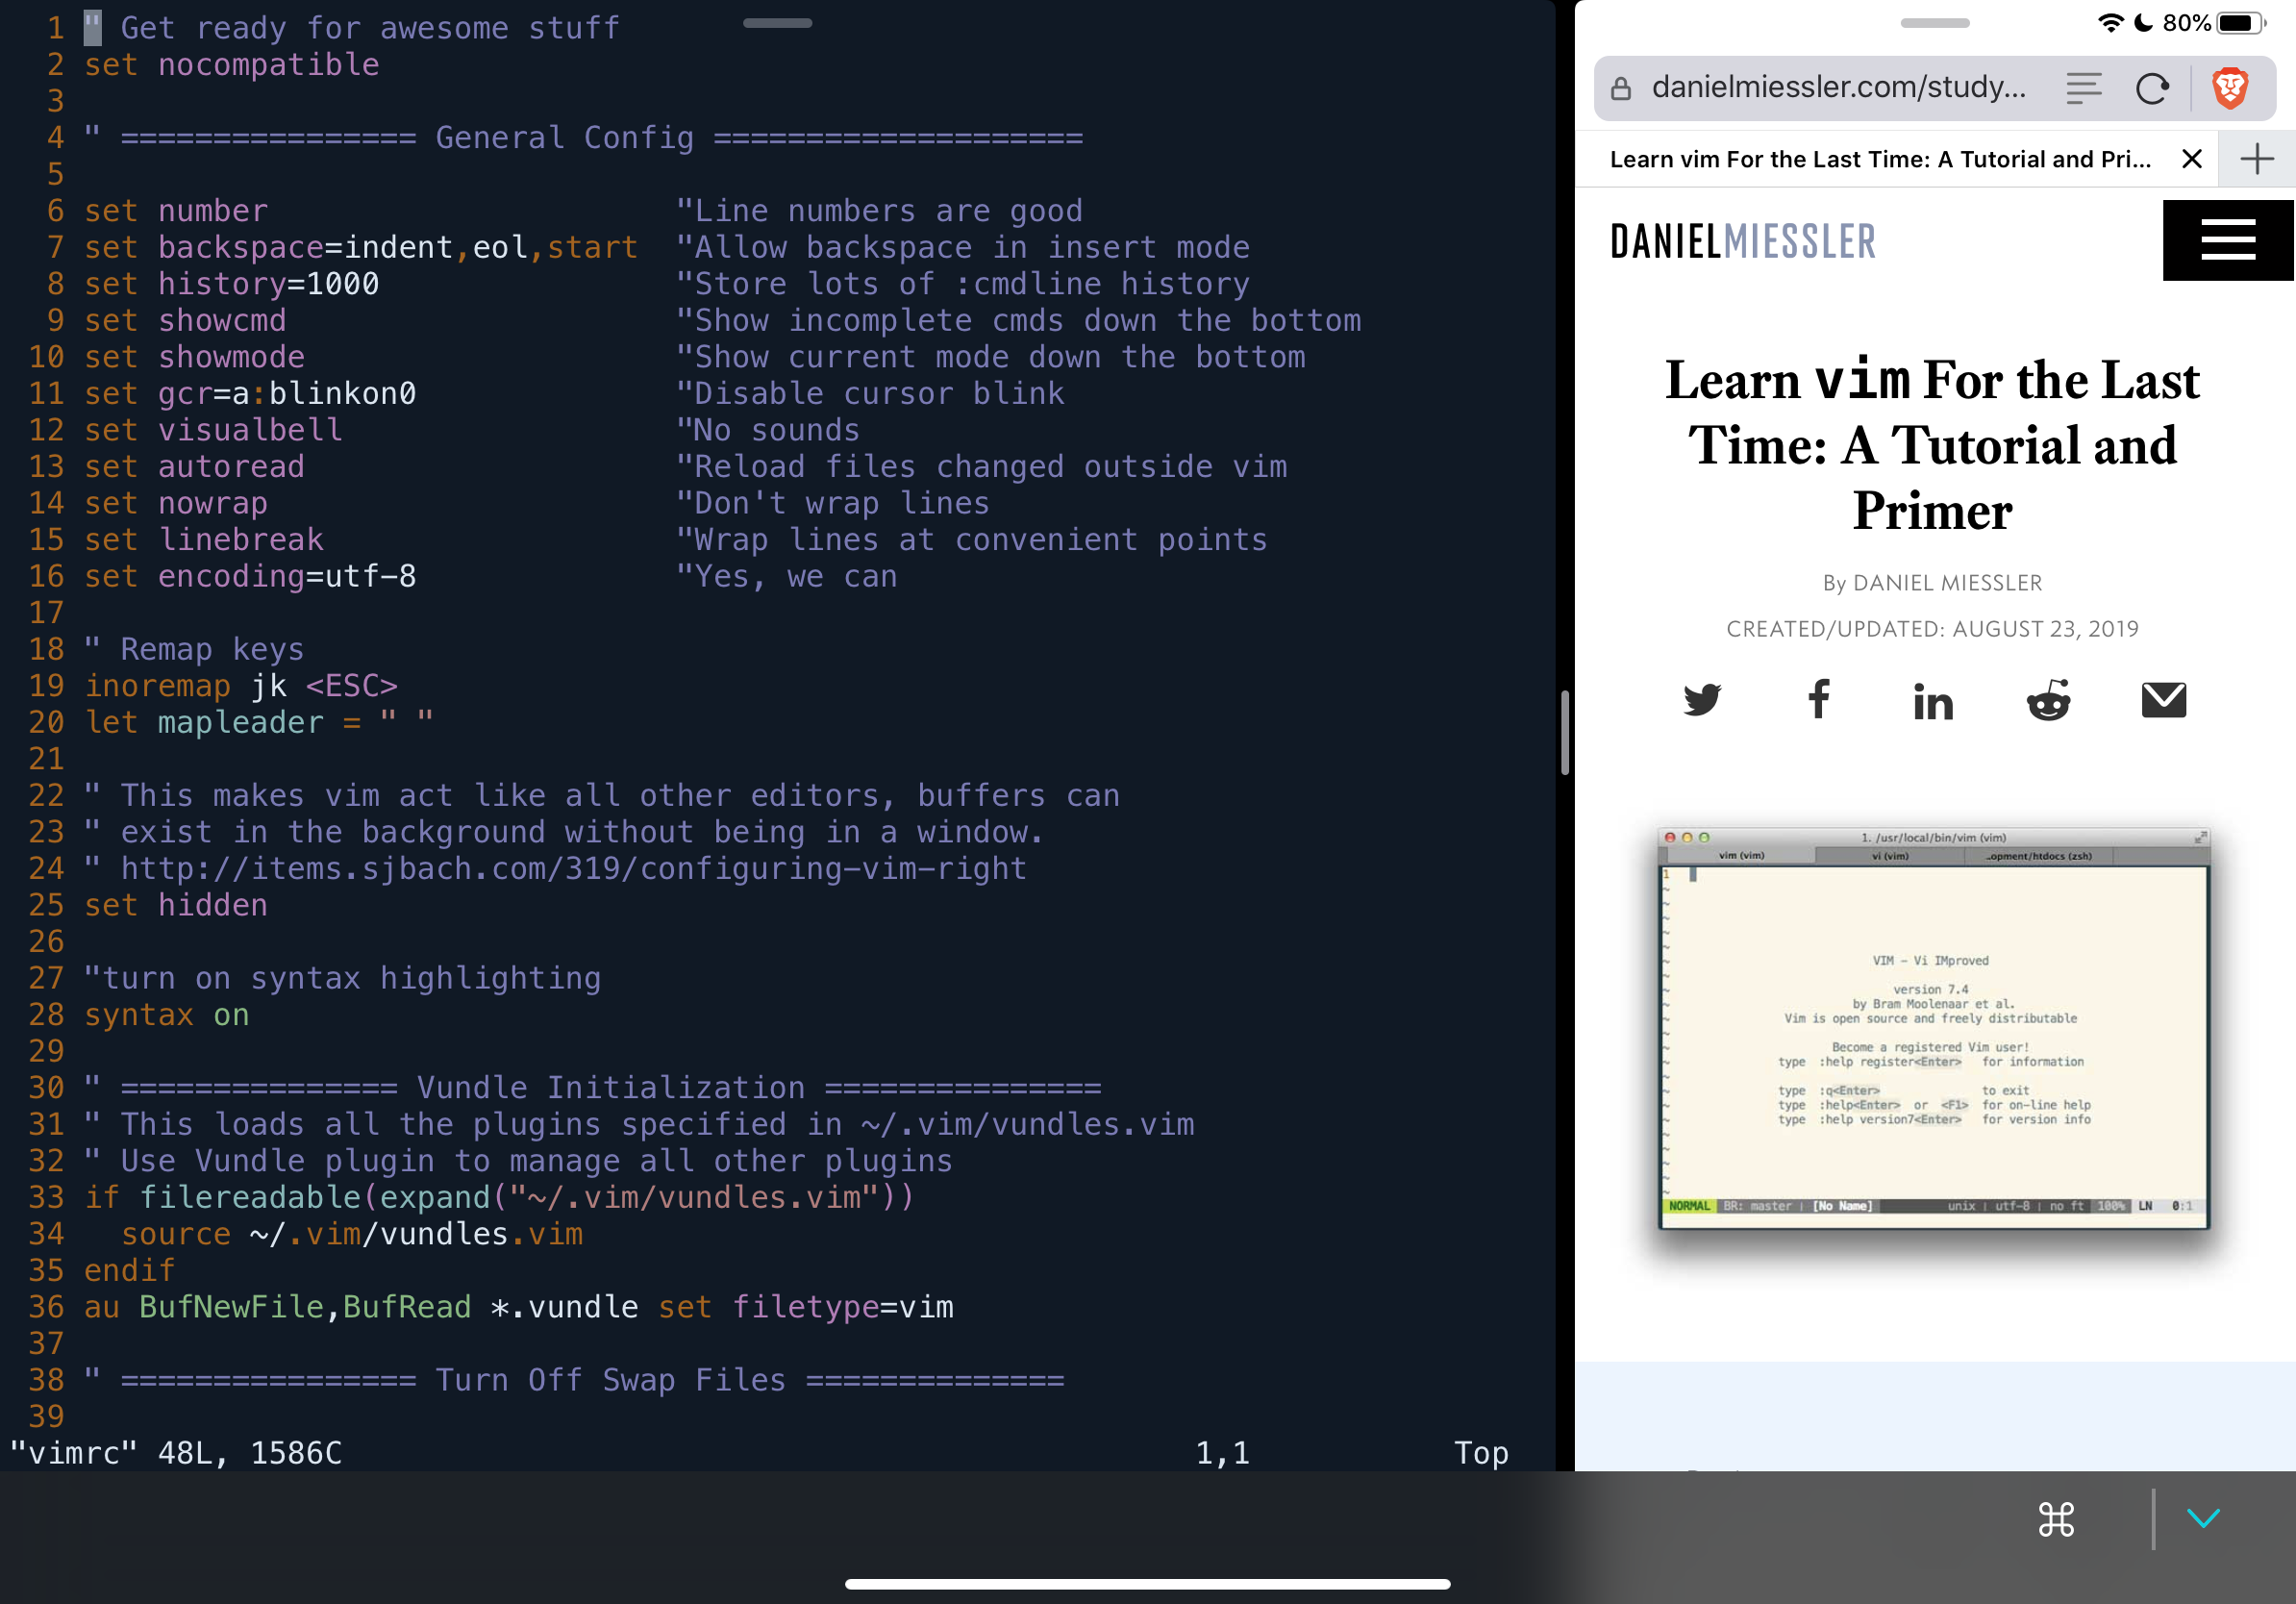 1 " Get ready for awesome stuff
2 set nocompatible
3
4 " ================ General Config ====================
5
6 set number                      "Line numbers are good
7 set backspace=indent,eol,start  "Allow backspace in insert mode
8 set history=1000                "Store lots of :cmdline history
9 set showcmd                     "Show incomplete cmds down the bottom
10 set showmode                    "Show current mode down the bottom
11 set gcr=a:blinkon0              "Disable cursor blink
12 set visualbell                  "No sounds
13 set autoread                    "Reload files changed outside vim
14 set nowrap                      "Don't wrap lines
15 set linebreak                   "Wrap lines at convenient points
16 set encoding=utf-8              "Yes, we can
17
18 " Remap keys
19 inoremap jk <ESC>
20 let mapleader = " "
21
22 " This makes vim act like all other editors, buffers can
23 " exist in the background without being in a window.
24 " http://items.sjbach.com/319/configuring-vim-right
25 set hidden
26
27 "turn on syntax highlighting
28 syntax on
29
30 " =============== Vundle Initialization ===============
31 " This loads all the plugins specified in ~/.vim/vundles.vim
32 " Use Vundle plugin to manage all other plugins
33 if filereadable(expand("~/.vim/vundles.vim"))
34   source ~/.vim/vundles.vim
35 endif
36 au BufNewFile,BufRead *.vundle set filetype=vim
37
38 " ================ Turn Off Swap Files ==============
39
"vimrc" 48L, 1586C 1,1 Top
80%
danielmiessler.com/study...
Learn vim For the Last Time: A Tutorial and Pri...
DANIELMIESSLER
Learn vim For the Last
Time: A Tutorial and
Primer
By DANIEL MIESSLER
CREATED/UPDATED: AUGUST 23, 2019
1. /usr/local/bin/vim (vim)
vim (vim) vi (vim) ..opment/htdocs (zsh)
1
VIM - Vi IMproved
version 7.4
by Bram Moolenaar et al.
Vim is open source and freely distributable
Become a registered Vim user!
type :help register<Enter> for information
type :q<Enter> to exit
type :help<Enter> or <F1> for on-line help
type :help version7<Enter> for version info
NORMAL BR: master | [No Name] unix | utf-8 | no ft 100% LN 0:1